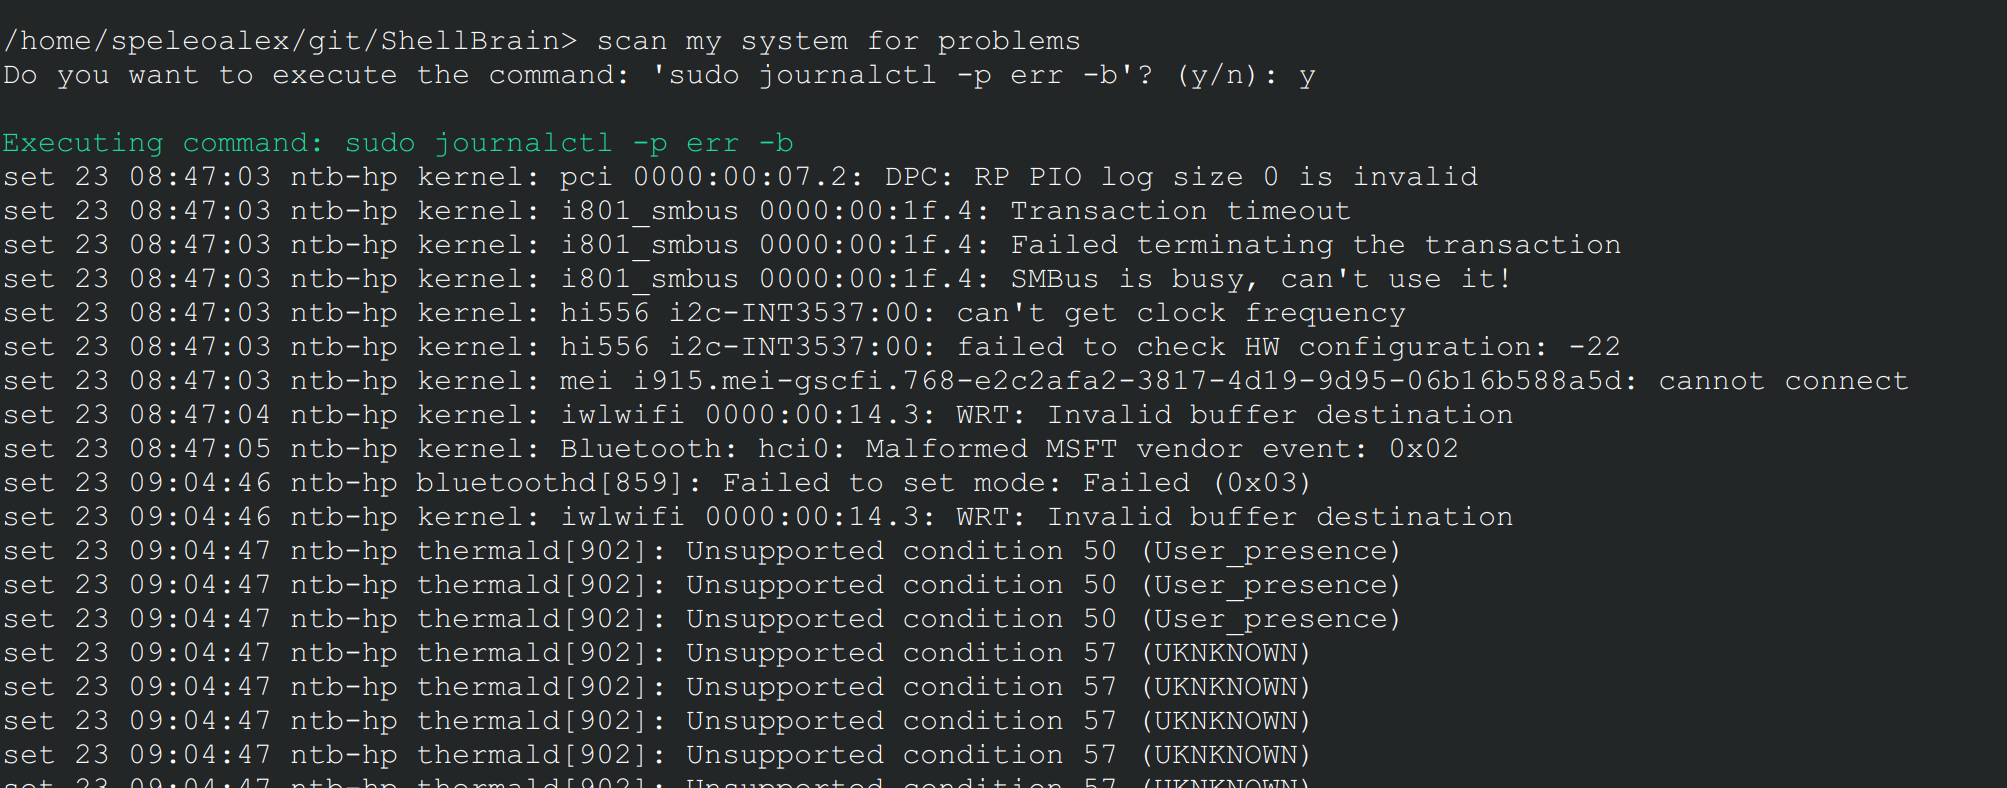 /home/speleoalex/git/ShellBrain> scan my system for problems
Do you want to execute the command: 'sudo journalctl -p err -b'? (y/n): y
Executing command: sudo journalctl -p err -b
set 23 08:47:03 ntb-hp kernel: pci 0000:00:07.2: DPC: RP PIO log size 0 is invalid
set 23 08:47:03 ntb-hp kernel: i801_smbus 0000:00:1f.4: Transaction timeout
set 23 08:47:03 ntb-hp kernel: i801_smbus 0000:00:1f.4: Failed terminating the transaction
set 23 08:47:03 ntb-hp kernel: i801_smbus 0000:00:1f.4: SMBus is busy, can't use it!
set 23 08:47:03 ntb-hp kernel: hi556 i2c-INT3537:00: can't get clock frequency
set 23 08:47:03 ntb-hp kernel: hi556 i2c-INT3537:00: failed to check HW configuration: -22
set 23 08:47:03 ntb-hp kernel: mei i915.mei-gscfi.768-e2c2afa2-3817-4d19-9d95-06b16b588a5d: cannot connect
set 23 08:47:04 ntb-hp kernel: iwlwifi 0000:00:14.3: WRT: Invalid buffer destination
set 23 08:47:05 ntb-hp kernel: Bluetooth: hci0: Malformed MSFT vendor event: 0x02
set 23 09:04:46 ntb-hp bluetoothd[859]: Failed to set mode: Failed (0x03)
set 23 09:04:46 ntb-hp kernel: iwlwifi 0000:00:14.3: WRT: Invalid buffer destination
set 23 09:04:47 ntb-hp thermald[902]: Unsupported condition 50 (User_presence)
set 23 09:04:47 ntb-hp thermald[902]: Unsupported condition 50 (User_presence)
set 23 09:04:47 ntb-hp thermald[902]: Unsupported condition 50 (User_presence)
set 23 09:04:47 ntb-hp thermald[902]: Unsupported condition 57 (UKNKNOWN)
set 23 09:04:47 ntb-hp thermald[902]: Unsupported condition 57 (UKNKNOWN)
set 23 09:04:47 ntb-hp thermald[902]: Unsupported condition 57 (UKNKNOWN)
set 23 09:04:47 ntb-hp thermald[902]: Unsupported condition 57 (UKNKNOWN)
set 23 09:04:47 ntb-hp thermald[902]: Unsupported condition 57 (UKNKNOWN)